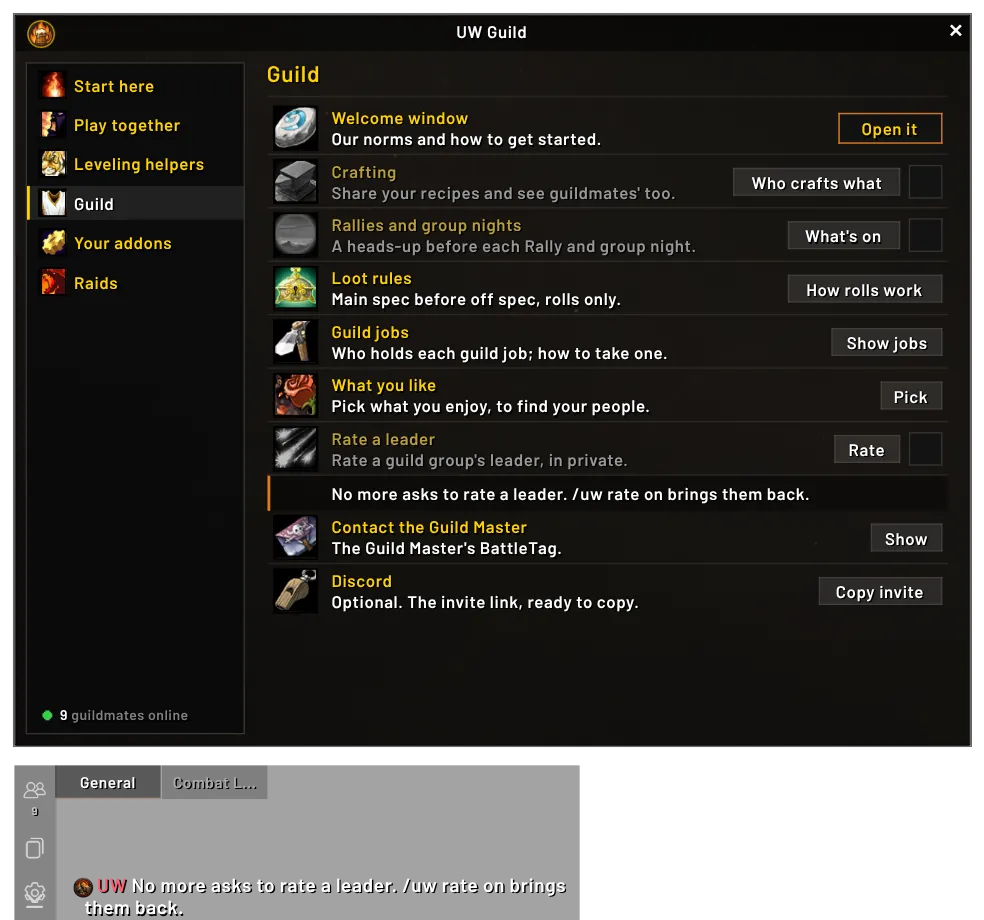 UW Guild
Start here
Play together
Leveling helpers
Guild
Your addons
Raids
9 guildmates online
Guild
Welcome window
Our norms and how to get started.
Open it
Crafting
Share your recipes and see guildmates' too.
Who crafts what
Rallies and group nights
A heads-up before each Rally and group night.
What's on
Loot rules
Main spec before off spec, rolls only.
How rolls work
Guild jobs
Who holds each guild job; how to take one.
Show jobs
What you like
Pick what you enjoy, to find your people.
Pick
Rate a leader
Rate a guild group's leader, in private.
Rate
No more asks to rate a leader. /uw rate on brings them back.
Contact the Guild Master
The Guild Master's BattleTag.
Show
Discord
Optional. The invite link, ready to copy.
Copy invite
General
Combat L...
9
UW No more asks to rate a leader. /uw rate on brings
them back.